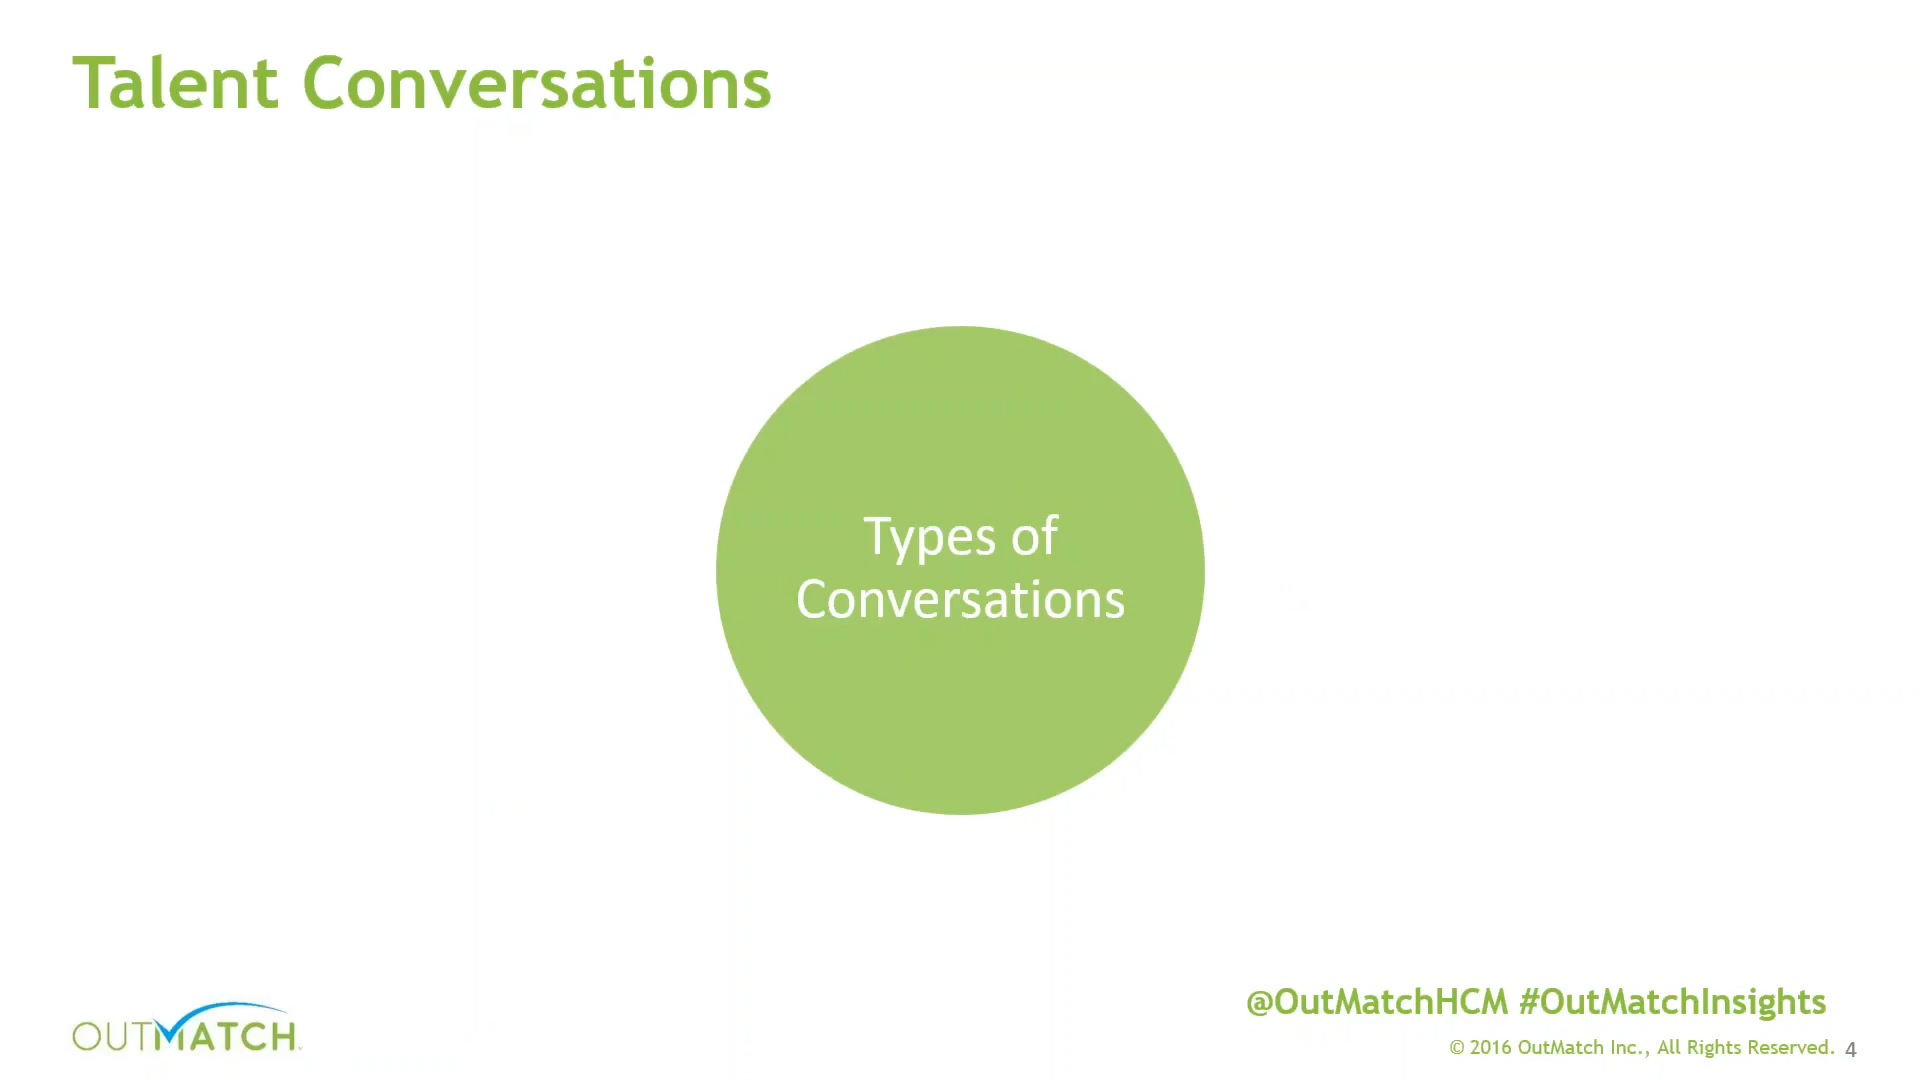 Talent Conversations
Types of
Conversations
@OutMatchHCM #OutMatchInsights
OUTMATCH
© 2016 OutMatch Inc., All Rights Reserved. 4